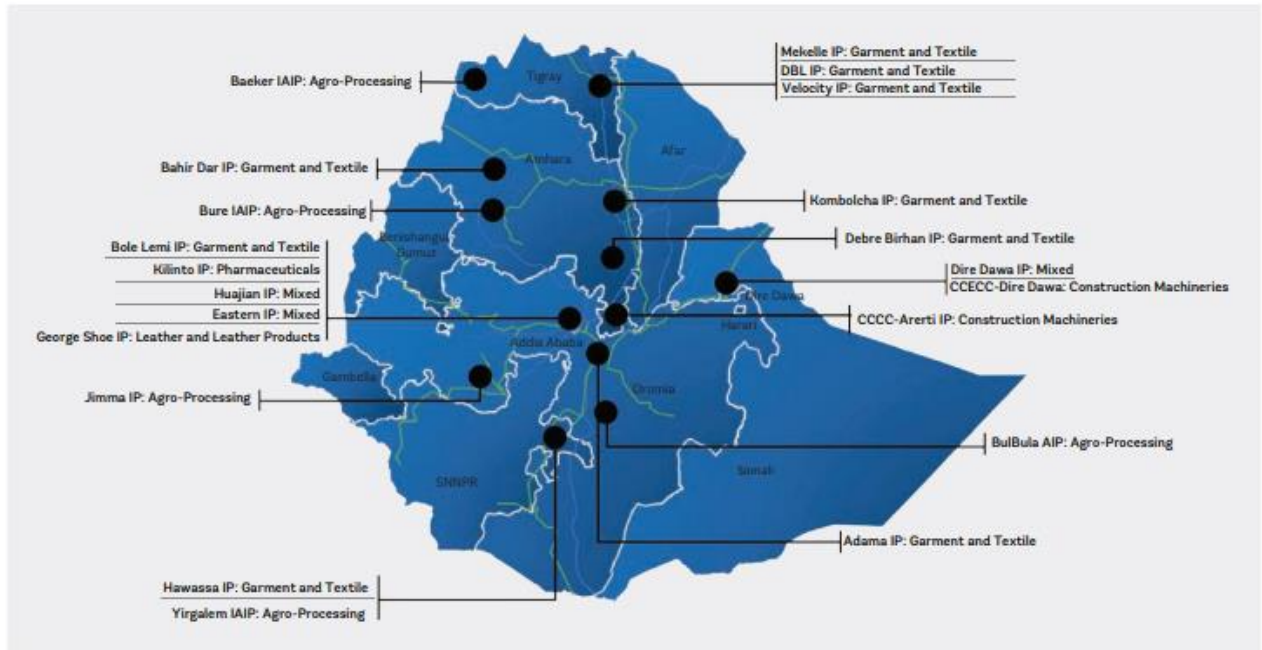 Baeker IAIP: Agro-Processing
Tigray
Mekelle IP: Garment and Textile
DBL IP: Garment and Textile
Velocity IP: Garment and Textile
Bahir Dar IP: Garment and Textile
Amhara
Afar
Bure IAIP: Agro-Processing
Kombolcha IP: Garment and Textile
Benishangul
Gumuz
Debre Birhan IP: Garment and Textile
Bole Lemi IP: Garment and Textile
Kilinto IP: Pharmaceuticals
Huajian IP: Mixed
Eastern IP: Mixed
George Shoe IP: Leather and Leather Products
Dire Dawa IP: Mixed
CCECC-Dire Dawa: Construction Machineries
Dire Dawa
Harari
CCCC-Arerti IP: Construction Machineries
Addis Ababa
Gambella
Oromia
Jimma IP: Agro-Processing
BulBula AIP: Agro-Processing
Somali
SNNPR
Adama IP: Garment and Textile
Hawassa IP: Garment and Textile
Yirgalem IAIP: Agro-Processing